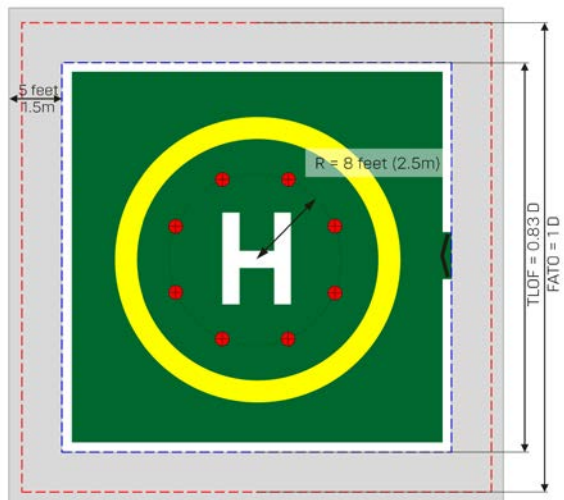 5 feet
1.5m
R = 8 feet (2.5m)
H
TLOF = 0.83 D
FATO = 1 D